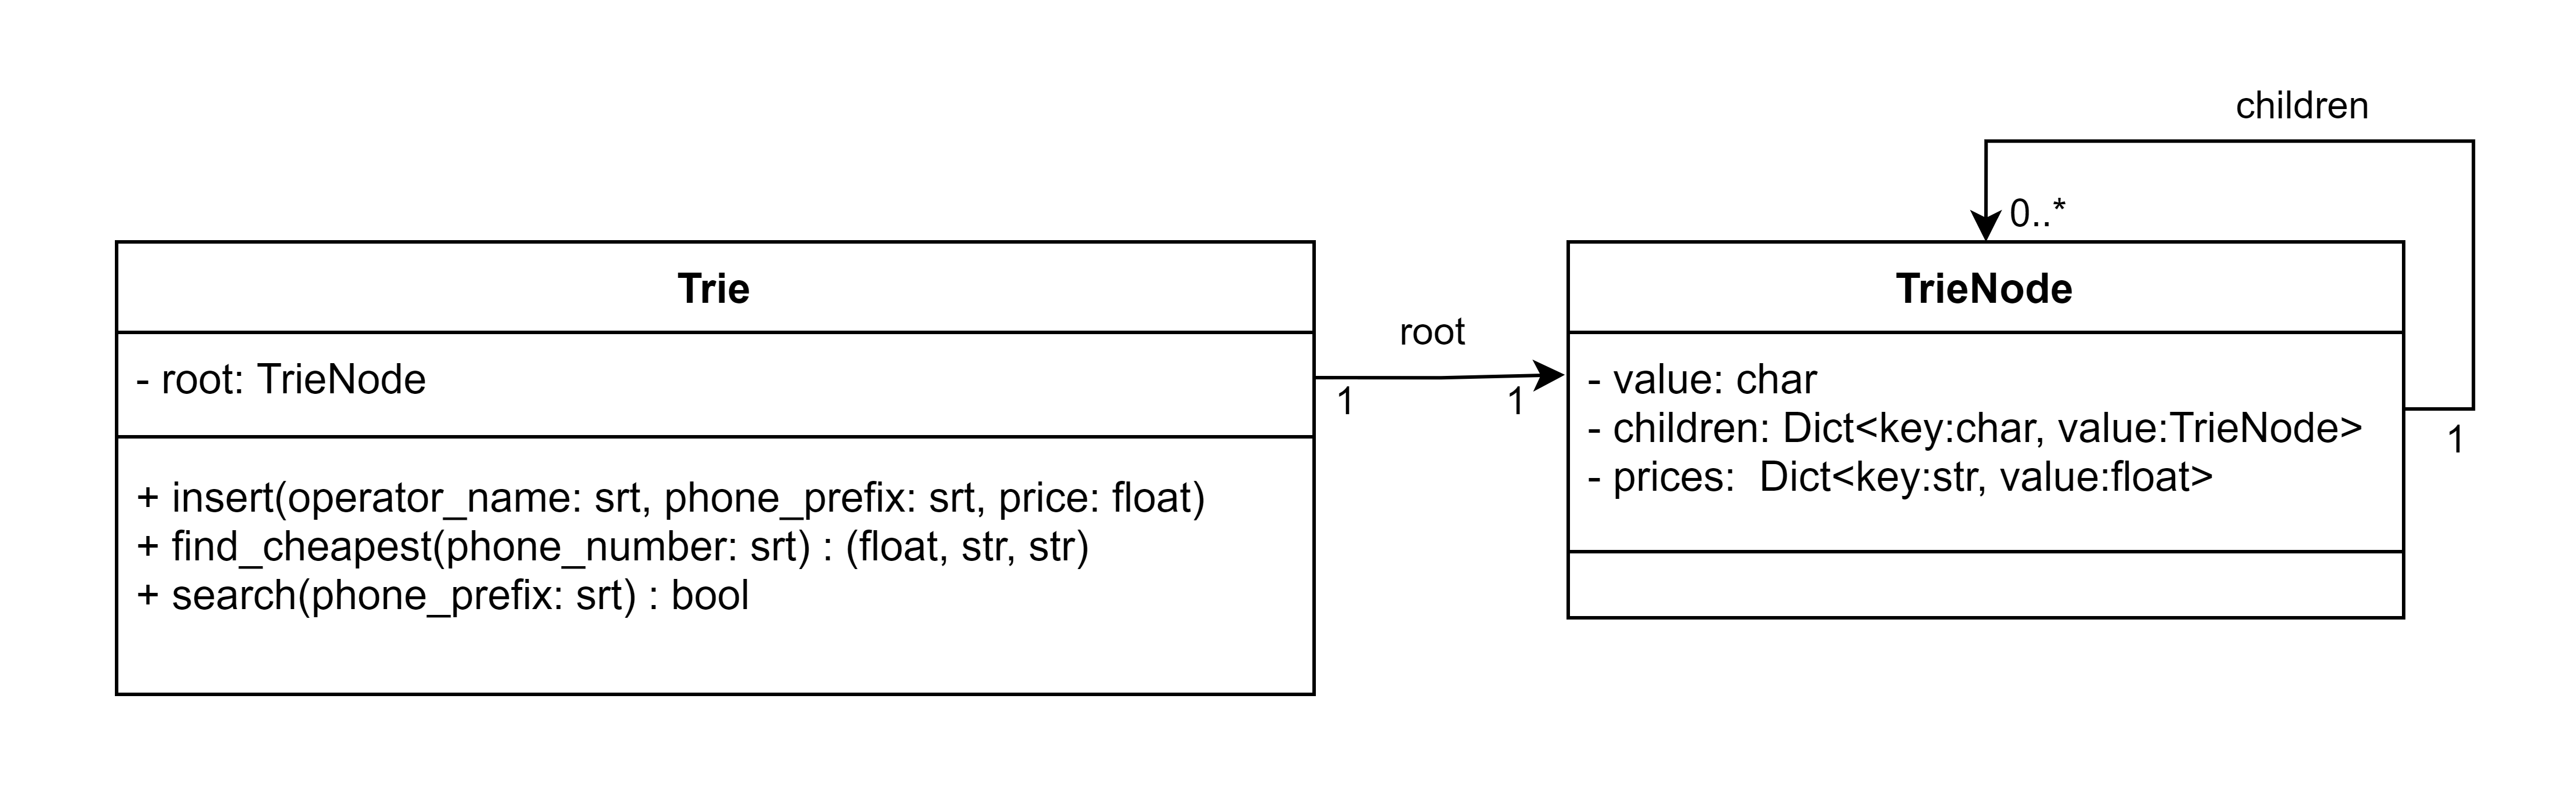 children
0..*
Trie
- root: TrieNode
+ insert(operator_name: srt, phone_prefix: srt, price: float)
+ find_cheapest(phone_number: srt) : (float, str, str)
+ search(phone_prefix: srt) : bool
root
1
1
TrieNode
- value: char
- children: Dict<key:char, value:TrieNode>
- prices:  Dict<key:str, value:float>
1